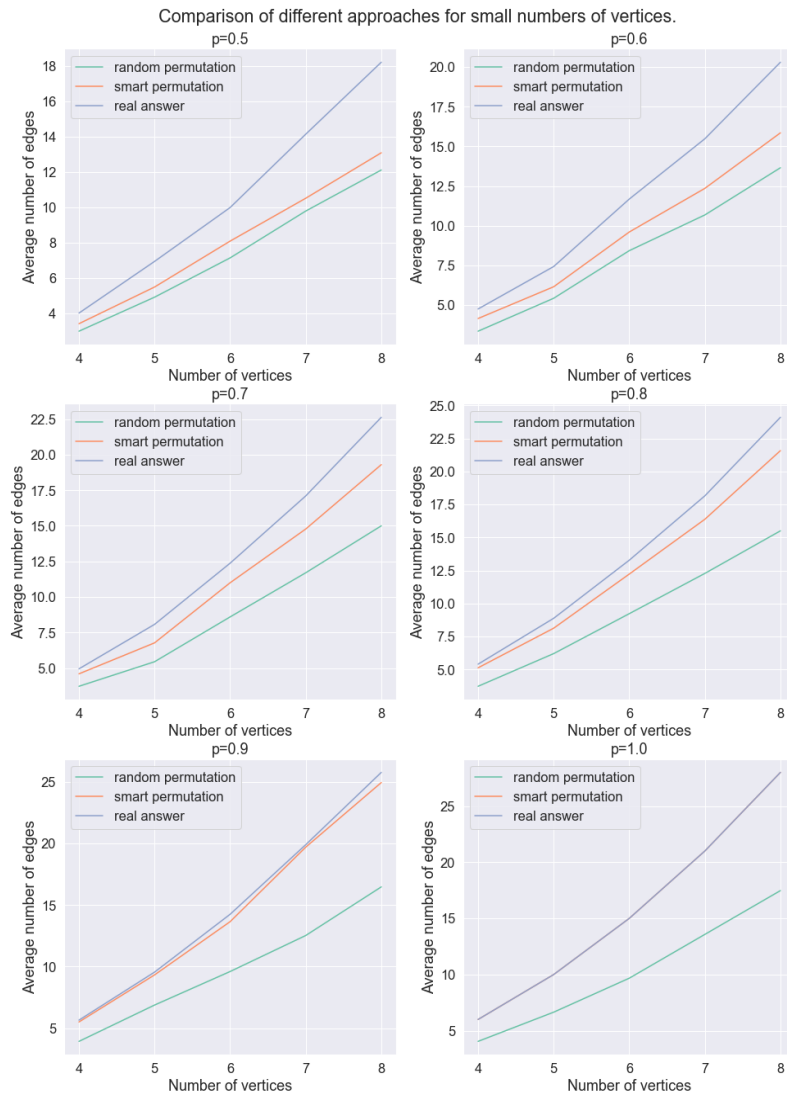 Comparison of different approaches for small numbers of vertices.
p=0.5
random permutation
smart permutation
real answer
18
16
14
12
10
8
6
4
Average number of edges
4 5 6 7 8
Number of vertices
p=0.6
random permutation
smart permutation
real answer
20.0
17.5
15.0
12.5
10.0
7.5
5.0
Average number of edges
4 5 6 7 8
Number of vertices
p=0.7
random permutation
smart permutation
real answer
22.5
20.0
17.5
15.0
12.5
10.0
7.5
5.0
Average number of edges
4 5 6 7 8
Number of vertices
p=0.8
random permutation
smart permutation
real answer
25.0
22.5
20.0
17.5
15.0
12.5
10.0
7.5
5.0
Average number of edges
4 5 6 7 8
Number of vertices
p=0.9
random permutation
smart permutation
real answer
25
20
15
10
5
Average number of edges
4 5 6 7 8
Number of vertices
p=1.0
random permutation
smart permutation
real answer
25
20
15
10
5
Average number of edges
4 5 6 7 8
Number of vertices